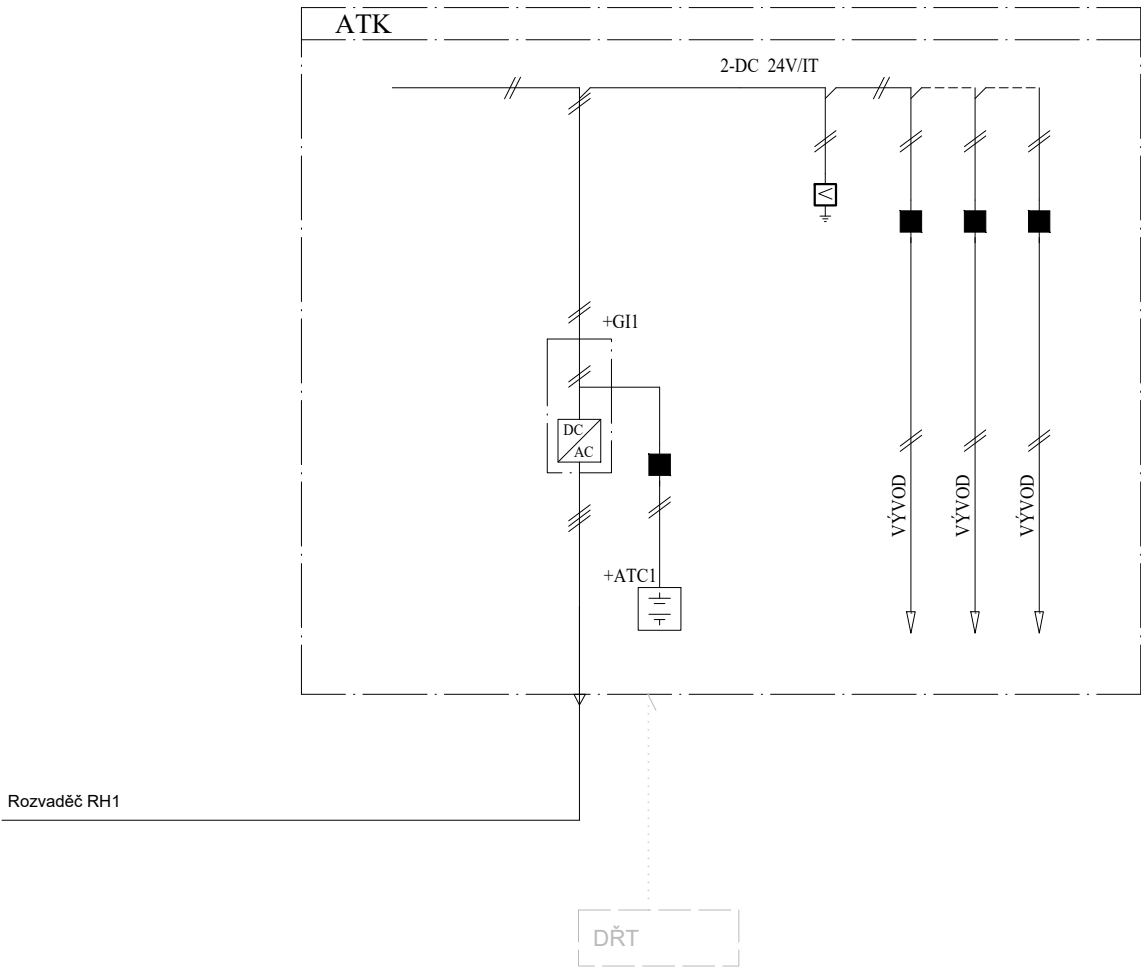 ATK
2-DC 24V/IT
+GI1
DC
AC
VÝVOD
VÝVOD
VÝVOD
+ATC1
Rozvaděč RH1
DŘT